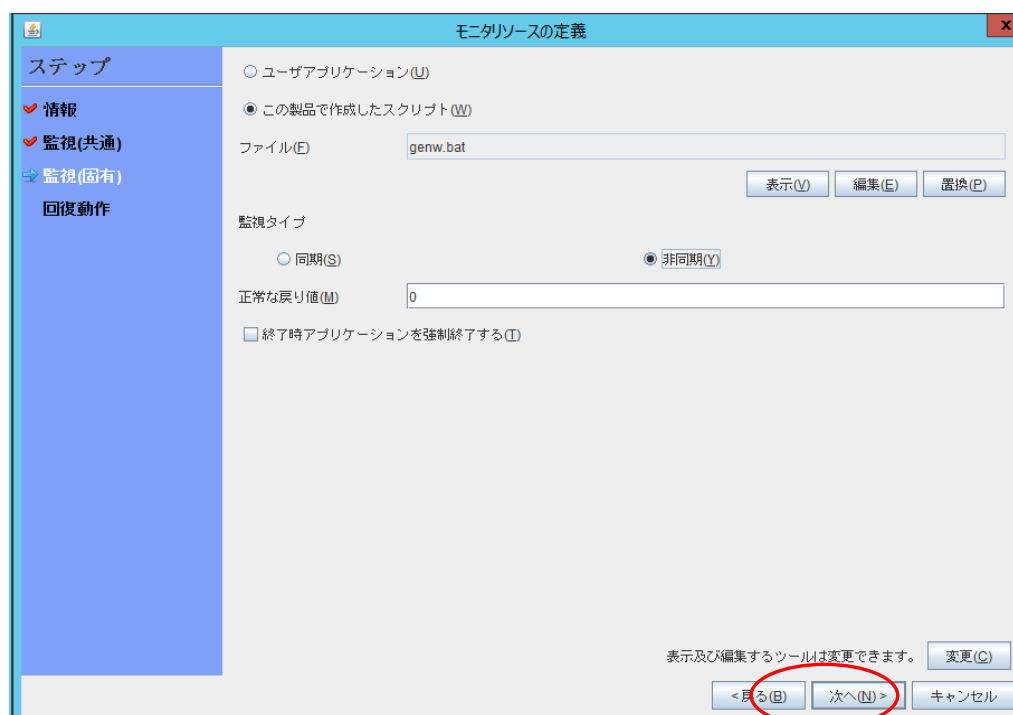 モニタリソースの定義
x
ステップ
情報
監視(共通)
監視(固有)
回復動作
ユーザアプリケーション(U)
この製品で作成したスクリプト(W)
ファイル(F)
genw.bat
表示(V)
編集(E)
置換(P)
監視タイプ
同期(S)
非同期(Y)
正常な戻り値(M)
0
終了時アプリケーションを強制終了する(T)
表示及び編集するツールは変更できます。
変更(C)
<戻る(B)
次へ(N)>
キャンセル